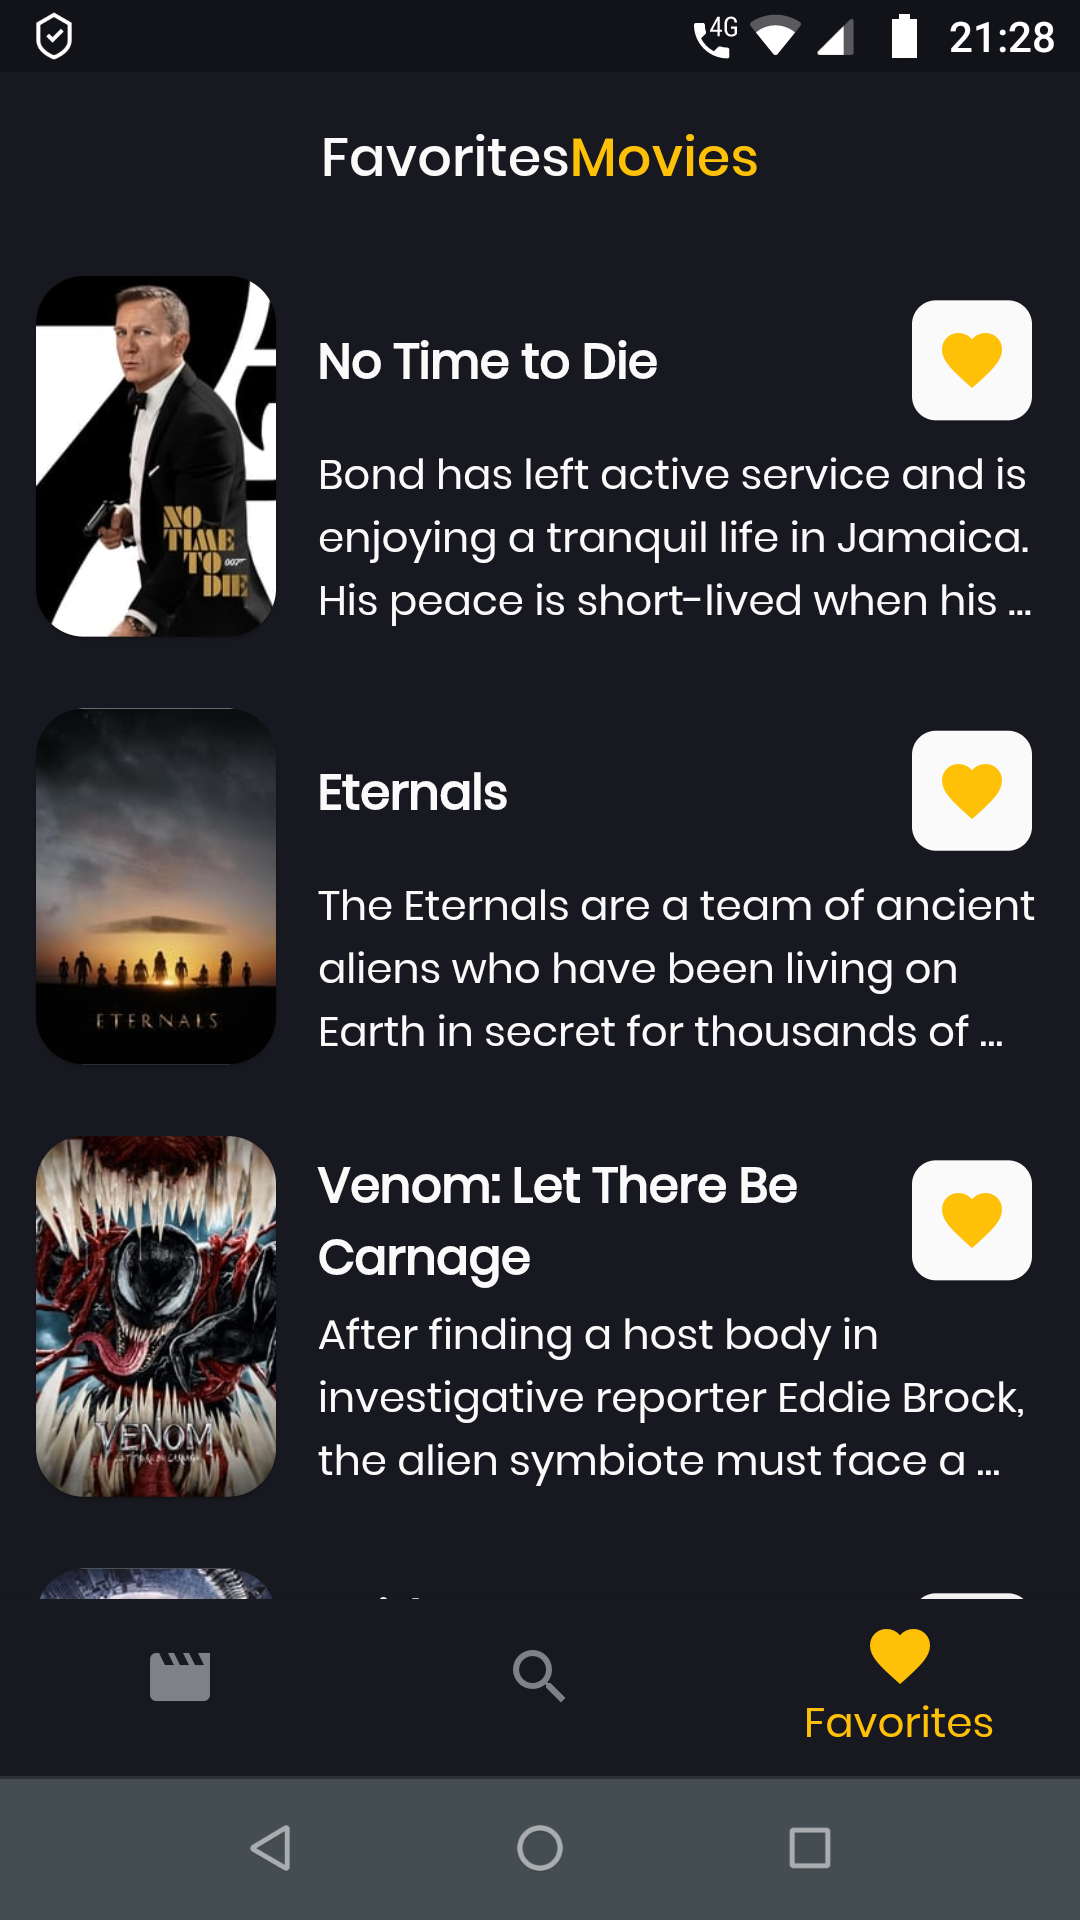 4G 21:28
FavoritesMovies
NO
TIME
TO 007
DIE
No Time to Die
Bond has left active service and is
enjoying a tranquil life in Jamaica.
His peace is short-lived when his ...
ETERNALS
Eternals
The Eternals are a team of ancient
aliens who have been living on
Earth in secret for thousands of ...
VENOM
Venom: Let There Be
Carnage
After finding a host body in
investigative reporter Eddie Brock,
the alien symbiote must face a ...
Favorites